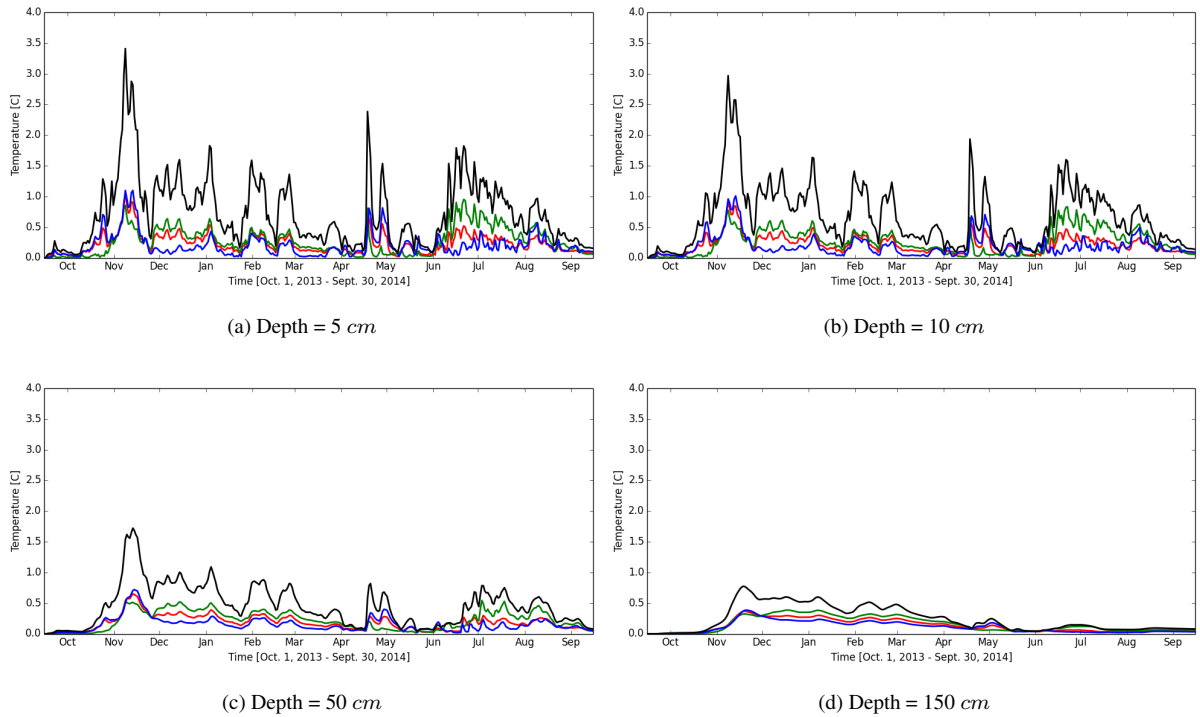 4.0
3.5
3.0
2.5
2.0
1.5
1.0
0.5
0.0
Temperature [C]
Oct Nov Dec Jan Feb Mar Apr May Jun Jul Aug Sep
Time [Oct. 1, 2013 - Sept. 30, 2014]
(a) Depth = 5 cm
4.0
3.5
3.0
2.5
2.0
1.5
1.0
0.5
0.0
Temperature [C]
Oct Nov Dec Jan Feb Mar Apr May Jun Jul Aug Sep
Time [Oct. 1, 2013 - Sept. 30, 2014]
(b) Depth = 10 cm
4.0
3.5
3.0
2.5
2.0
1.5
1.0
0.5
0.0
Temperature [C]
Oct Nov Dec Jan Feb Mar Apr May Jun Jul Aug Sep
Time [Oct. 1, 2013 - Sept. 30, 2014]
(c) Depth = 50 cm
4.0
3.5
3.0
2.5
2.0
1.5
1.0
0.5
0.0
Temperature [C]
Oct Nov Dec Jan Feb Mar Apr May Jun Jul Aug Sep
Time [Oct. 1, 2013 - Sept. 30, 2014]
(d) Depth = 150 cm